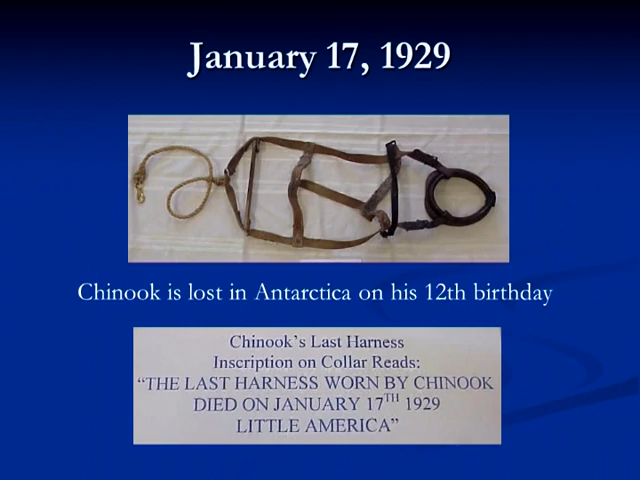 January 17, 1929
Chinook is lost in Antarctica on his 12th birthday
Chinook's Last Harness
Inscription on Collar Reads:
"THE LAST HARNESS WORN BY CHINOOK
DIED ON JANUARY 17TH 1929
LITTLE AMERICA"